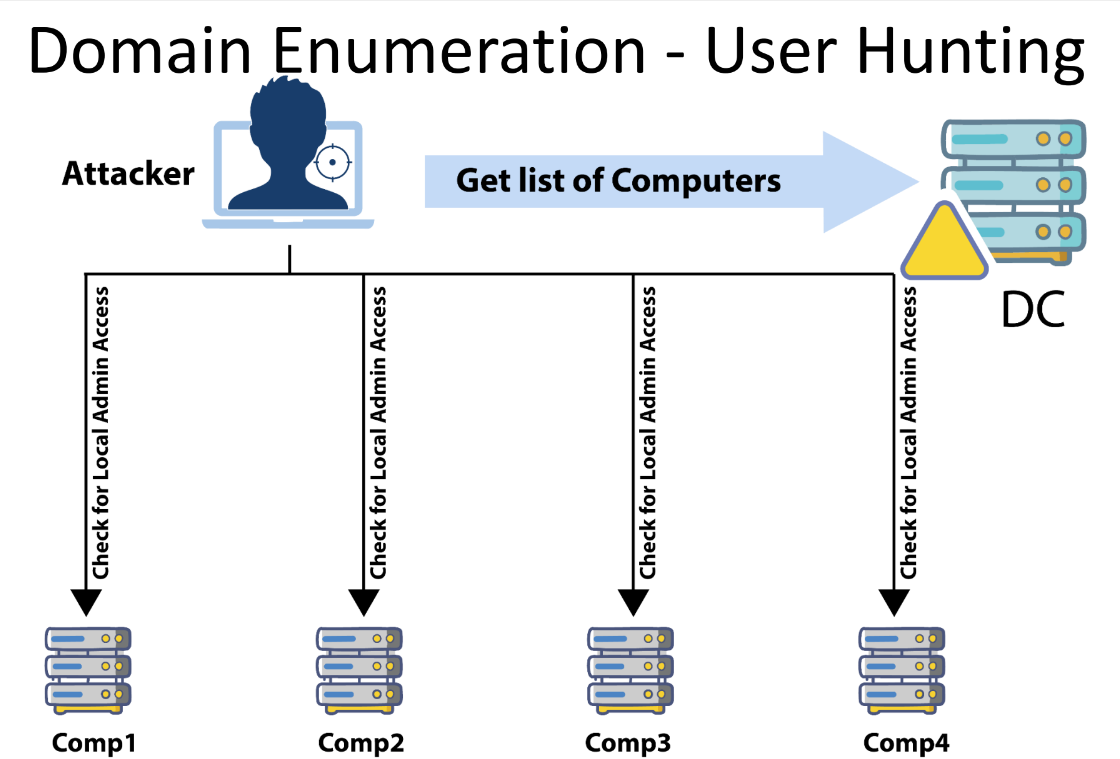 Domain Enumeration - User Hunting
Attacker
Get list of Computers
DC
Check for Local Admin Access
Check for Local Admin Access
Check for Local Admin Access
Check for Local Admin Access
Comp1
Comp2
Comp3
Comp4